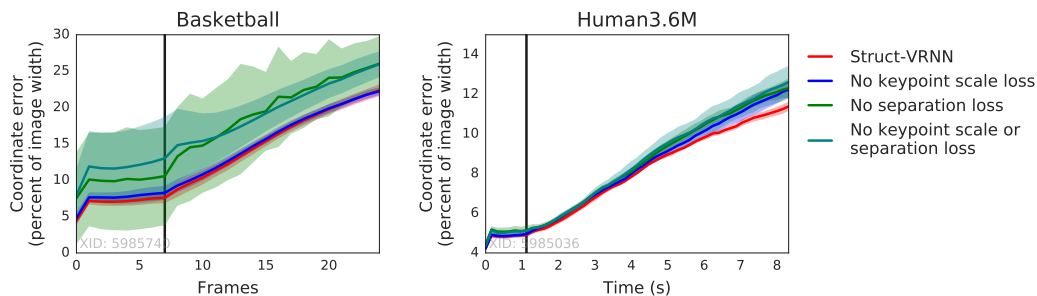 Basketball
30
25
20
15
10
5
0
Coordinate error
(percent of image width)
XID: 5985740
0 5 10 15 20
Frames
Human3.6M
14
12
10
8
6
4
Coordinate error
(percent of image width)
XID: 5985036
0 1 2 3 4 5 6 7 8
Time (s)
Struct-VRNN
No keypoint scale loss
No separation loss
No keypoint scale or
separation loss